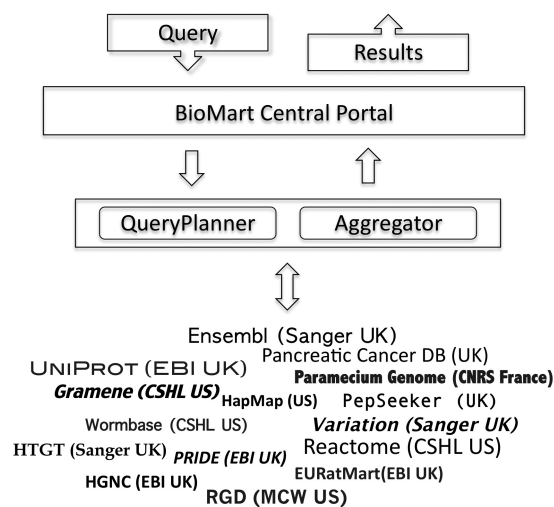 Query
Results
BioMart Central Portal
QueryPlanner
Aggregator
Ensembl (Sanger UK)
Pancreatic Cancer DB (UK)
UNIPROT (EBI UK)
Paramecium Genome (CNRS France)
Gramene (CSHL US)
HapMap (US)
PepSeeker (UK)
Wormbase (CSHL US)
Variation (Sanger UK)
HTGT (Sanger UK)
PRIDE (EBI UK)
Reactome (CSHL US)
HGNC (EBI UK)
EURatMart(EBI UK)
RGD (MCW US)